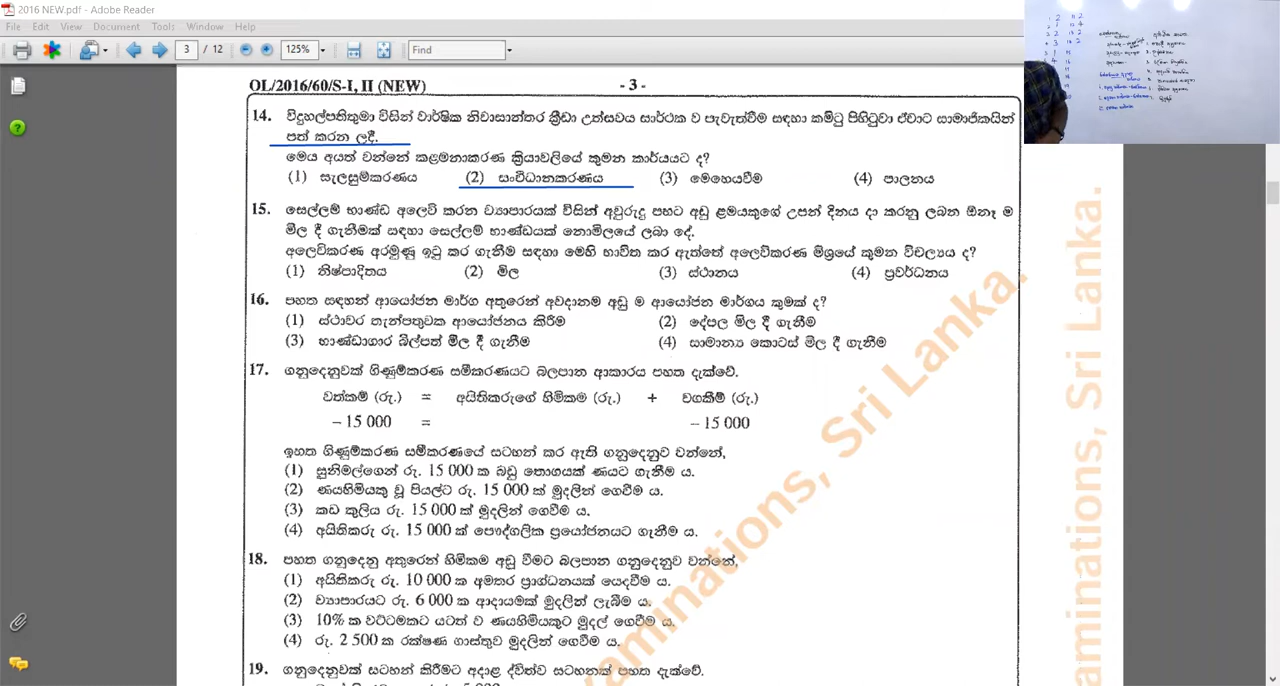 2016 NEW.pdf - Adobe Reader
File Edit View Document Tools Window Help
3 / 12 125% Find
OL/2016/60/S-I, II (NEW) - 3 -
14. විදුහල්පතිතුමා විසින් වාර්ෂික නිවාසාන්තර ක්‍රීඩා උත්සවය සාර්ථක ව පැවැත්වීම සඳහා කමිටු පිහිටුවා ඒවාට සාමාජිකයින්
පත් කරන ලදී.
මෙය අයත් වන්නේ කළමනාකරණ ක්‍රියාවලියේ කුමන කාර්යයට ද?
(1) සැලසුම්කරණය (2) සංවිධානකරණය (3) මෙහෙයවීම (4) පාලනය
15. සෙල්ලම් භාණ්ඩ අලෙවි කරන ව්‍යාපාරයක් විසින් අවුරුදු පහට අඩු ළමයකුගේ උපන් දිනය දා කරනු ලබන ඕනෑ ම
මිල දී ගැනීමක් සඳහා සෙල්ලම් භාණ්ඩයක් නොමිලයේ ලබා දේ.
අලෙවිකරණ අරමුණු ඉටු කර ගැනීම සඳහා මෙහි භාවිත කර ඇත්තේ අලෙවිකරණ මිශ්‍රයේ කුමන විචල්‍යය ද?
(1) නිෂ්පාදිතය (2) මිල (3) ස්ථානය (4) ප්‍රවර්ධනය
16. පහත සඳහන් ආයෝජන මාර්ග අතුරෙන් අවදානම අඩු ම ආයෝජන මාර්ගය කුමක් ද?
(1) ස්ථාවර තැන්පතුවක ආයෝජනය කිරීම (2) දේපල මිල දී ගැනීම
(3) භාණ්ඩාගාර බිල්පත් මිල දී ගැනීම (4) සාමාන්‍ය කොටස් මිල දී ගැනීම
17. ගනුදෙනුවක් ගිණුම්කරණ සමීකරණයට බලපාන ආකාරය පහත දැක්වේ.
වත්කම් (රු.) = අයිතිකරුගේ හිමිකම (රු.) + වගකීම් (රු.)
– 15 000 = – 15 000
ඉහත ගිණුම්කරණ සමීකරණයේ සටහන් කර ඇති ගනුදෙනුව වන්නේ,
(1) සුනිමල්ගෙන් රු. 15 000 ක බඩු තොගයක් ණයට ගැනීම ය.
(2) ණයහිමියකු වූ පියල්ට රු. 15 000 ක් මුදලින් ගෙවීම ය.
(3) කඩ කුලිය රු. 15 000 ක් මුදලින් ගෙවීම ය.
(4) අයිතිකරු රු. 15 000 ක් පෞද්ගලික ප්‍රයෝජනයට ගැනීම ය.
18. පහත ගනුදෙනු අතුරෙන් හිමිකම අඩු වීමට බලපාන ගනුදෙනුව වන්නේ,
(1) අයිතිකරු රු. 10 000 ක අමතර ප්‍රාග්ධනයක් යෙදවීම ය.
(2) ව්‍යාපාරයට රු. 6 000 ක ආදායමක් මුදලින් ලැබීම ය.
(3) 10% ක වට්ටමකට යටත් ව ණයහිමියකුට මුදල් ගෙවීම ය.
(4) රු. 2 500 ක රක්ෂණ ගාස්තුව මුදලින් ගෙවීම ය.
19. ගනුදෙනුවක් සටහන් කිරීමට අදාළ ද්විත්ව සටහනක් පහත දැක්වේ.
aminations, Sri Lanka.
aminations, Sri Lanka.